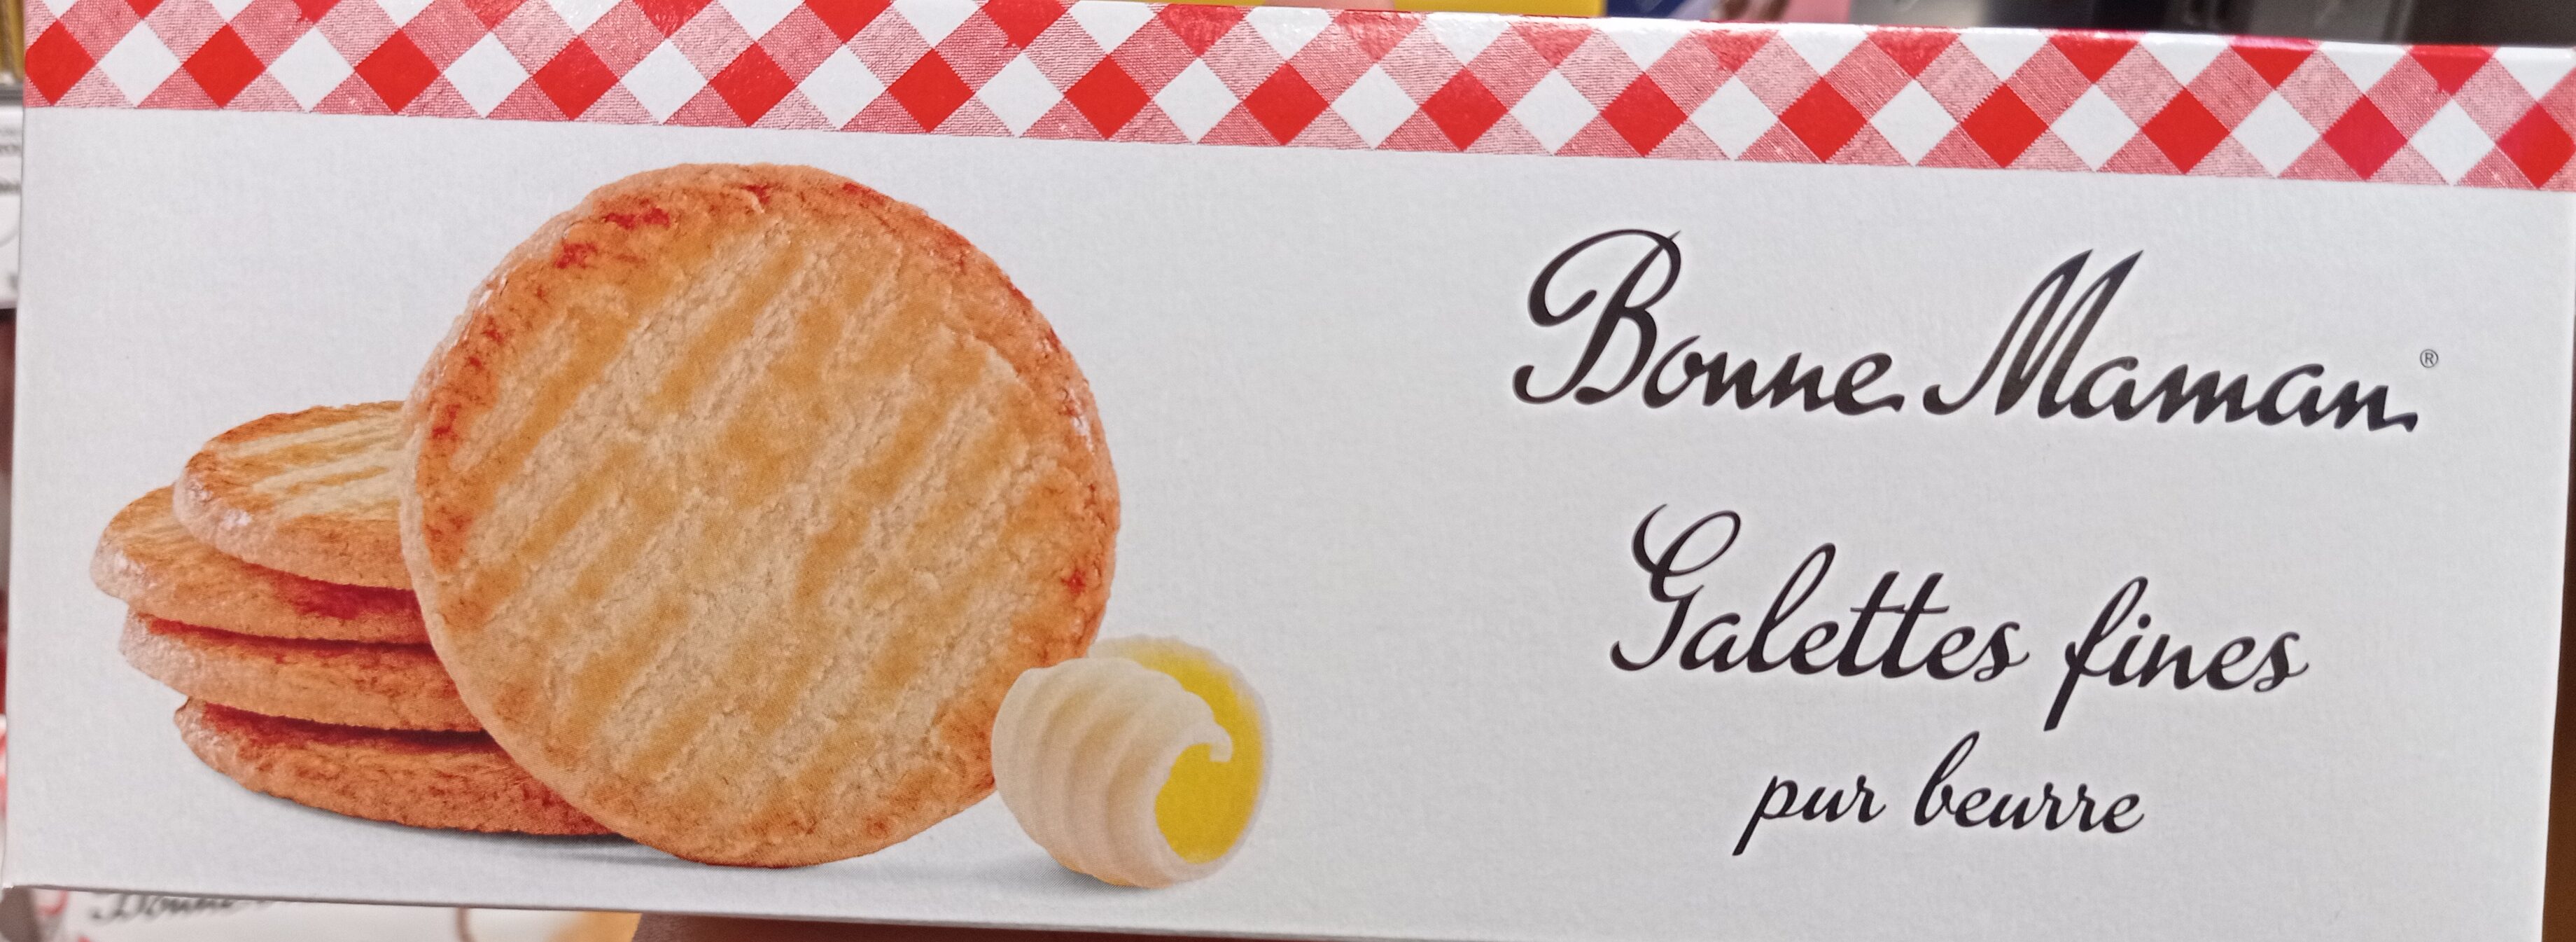 Bonne Maman®
Galettes fines
pur beurre